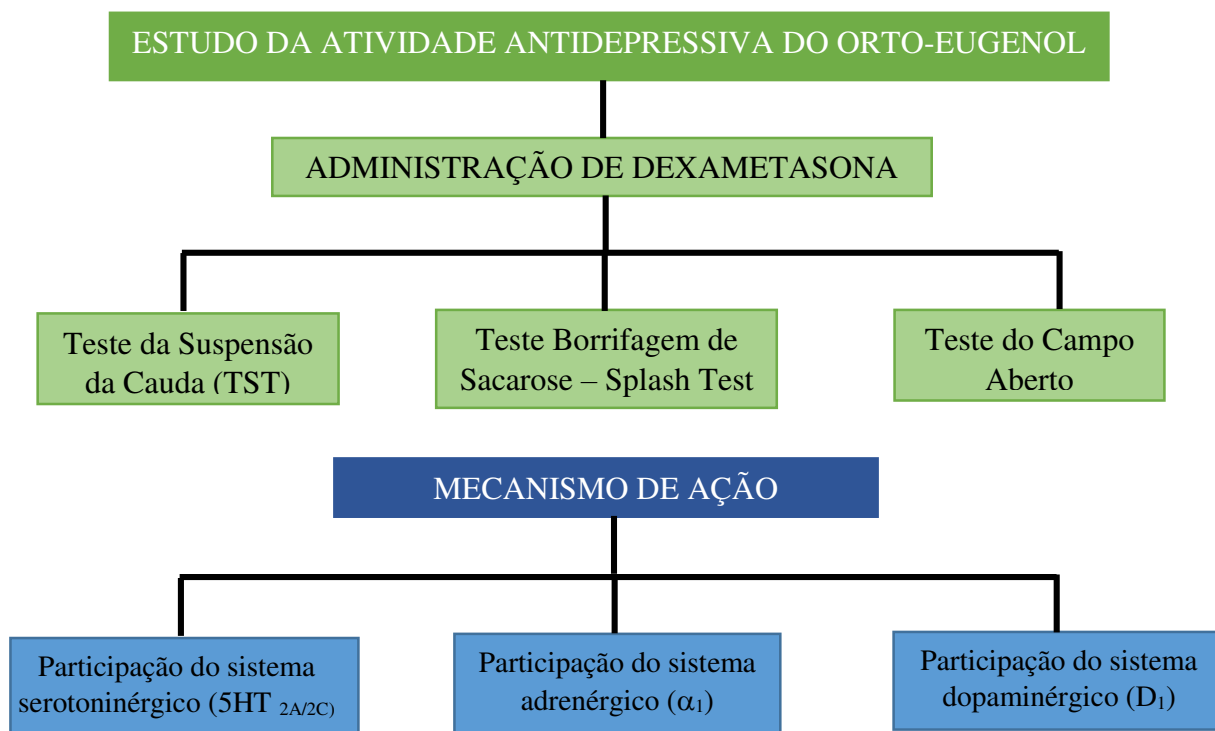 ESTUDO DA ATIVIDADE ANTIDEPRESSIVA DO ORTO-EUGENOL
ADMINISTRAÇÃO DE DEXAMETASONA
Teste da Suspensão
da Cauda (TST)
Teste Borrifagem de
Sacarose – Splash Test
Teste do Campo
Aberto
MECANISMO DE AÇÃO
Participação do sistema
serotoninérgico (5HT 2A/2C)
Participação do sistema
adrenérgico (α₁)
Participação do sistema
dopaminérgico (D₁)